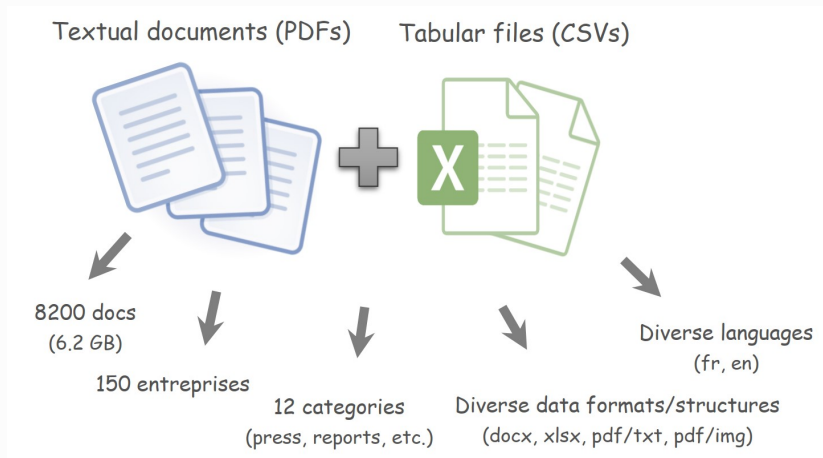 Textual documents (PDFs)
Tabular files (CSVs)
X
8200 docs
(6.2 GB)
150 entreprises
12 categories
(press, reports, etc.)
Diverse data formats/structures
(docx, xlsx, pdf/txt, pdf/img)
Diverse languages
(fr, en)